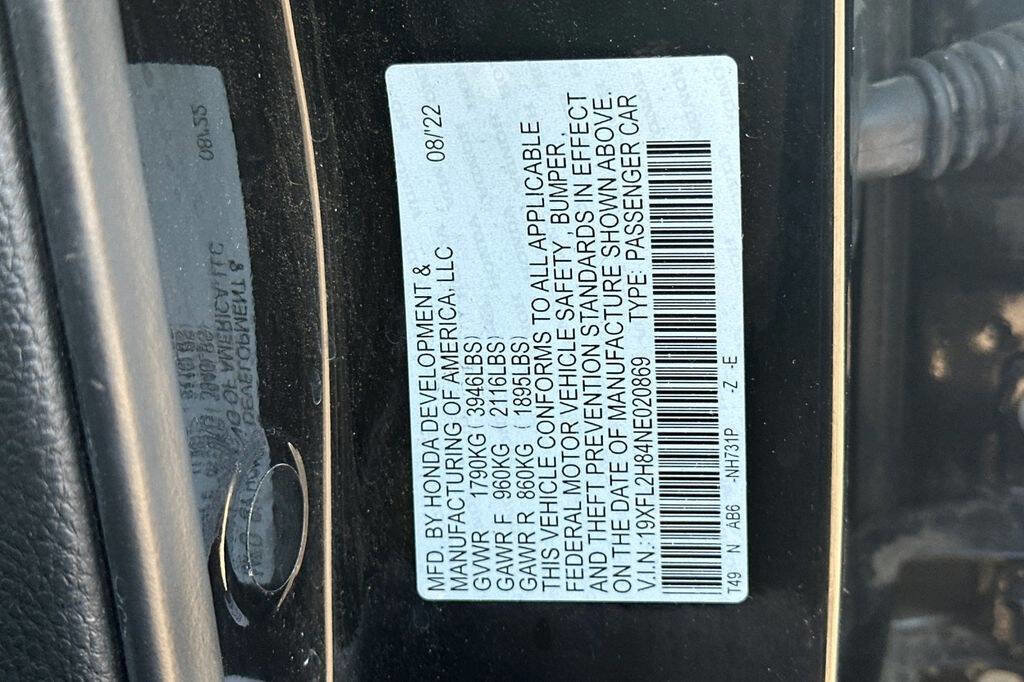 MFD. BY HONDA DEVELOPMENT & 08/'22
MANUFACTURING OF AMERICA, LLC
GVWR 1790KG (3946LBS)
GAWR F 960KG (2116LBS)
GAWR R 860KG (1895LBS)
THIS VEHICLE CONFORMS TO ALL APPLICABLE
FEDERAL MOTOR VEHICLE SAFETY, BUMPER,
AND THEFT PREVENTION STANDARDS IN EFFECT
ON THE DATE OF MANUFACTURE SHOWN ABOVE.
V.I.N.:19XFL2H84NE020869 TYPE: PASSENGER CAR
T49 N AB6 -NH731P -Z -E